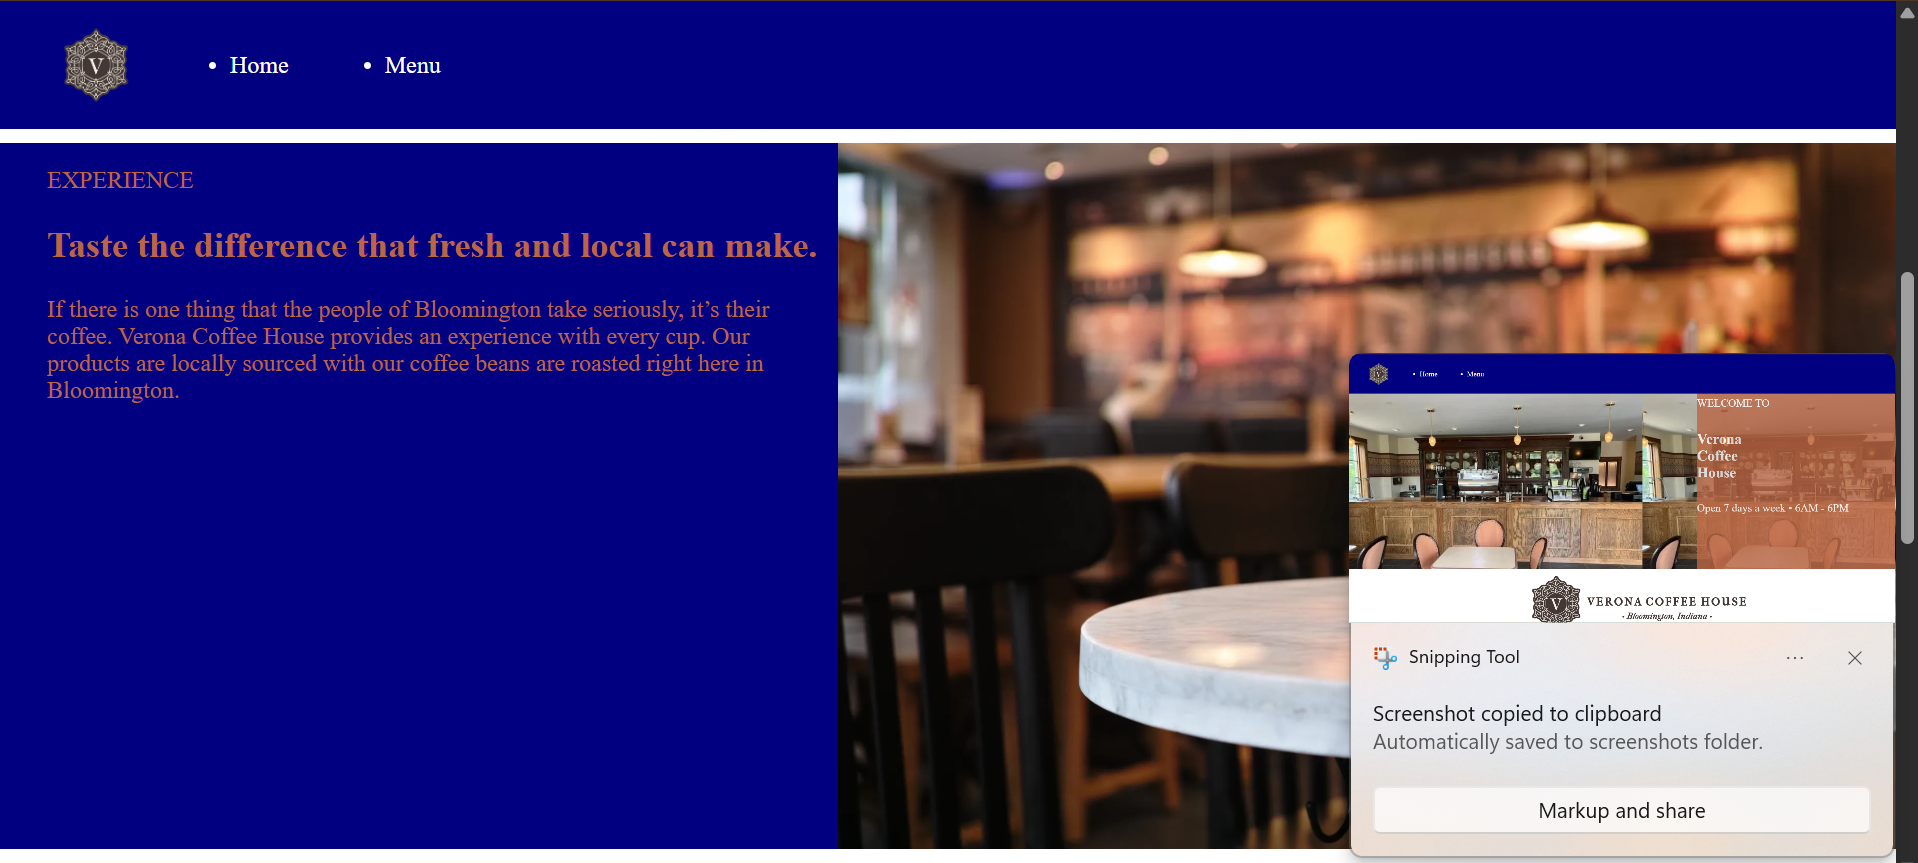 V
Home
Menu
EXPERIENCE
Taste the difference that fresh and local can make.
If there is one thing that the people of Bloomington take seriously, it’s their
coffee. Verona Coffee House provides an experience with every cup. Our
products are locally sourced with our coffee beans are roasted right here in
Bloomington.
V
Home
Menu
WELCOME TO
Verona
Coffee
House
Open 7 days a week • 6AM - 6PM
V
VERONA COFFEE HOUSE
· Bloomington, Indiana ·
Snipping Tool
Screenshot copied to clipboard
Automatically saved to screenshots folder.
Markup and share